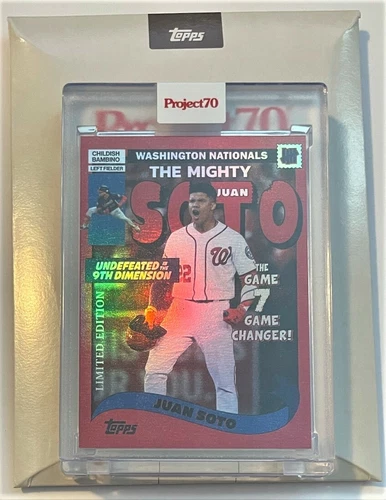 Topps
Project70
CHILDISH
BAMBINO
LEFT FIELDER
WASHINGTON NATIONALS
THE MIGHTY
JUAN
SOTO
UNDEFEATED IN THE
9TH DIMENSION
LIMITED EDITION
THE
GAME
7
GAME
CHANGER!
JUAN SOTO
Topps